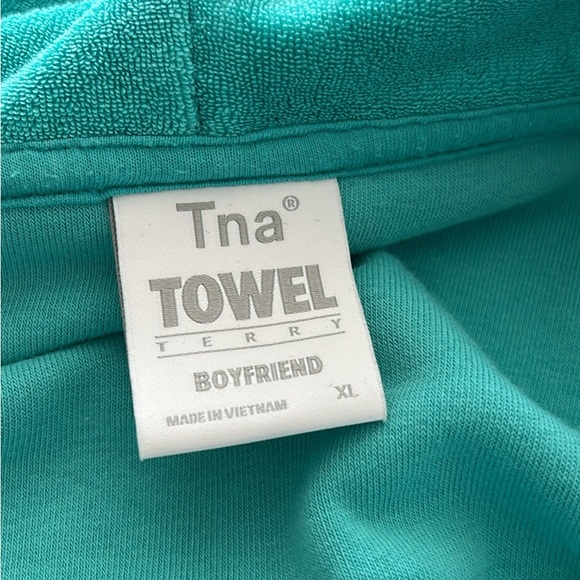 Tna®
TOWEL
TERRY
BOYFRIEND
XL
MADE IN VIETNAM